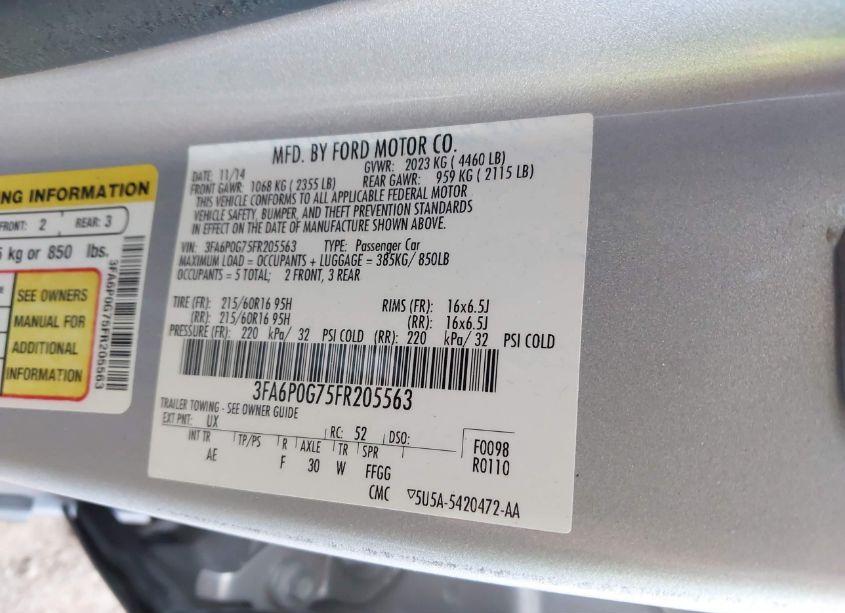 NG INFORMATION
FRONT: 2 REAR: 3
kg or 850 lbs.
SEE OWNERS
MANUAL FOR
ADDITIONAL
INFORMATION
3FA6P0G75FR205563
MFD. BY FORD MOTOR CO.
DATE: 11/14 GVWR: 2023 KG ( 4460 LB)
FRONT GAWR: 1068 KG ( 2355 LB) REAR GAWR: 959 KG ( 2115 LB)
THIS VEHICLE CONFORMS TO ALL APPLICABLE FEDERAL MOTOR
VEHICLE SAFETY, BUMPER, AND THEFT PREVENTION STANDARDS
IN EFFECT ON THE DATE OF MANUFACTURE SHOWN ABOVE.
VIN: 3FA6P0G75FR205563 TYPE: Passenger Car
MAXIMUM LOAD = OCCUPANTS + LUGGAGE = 385KG/ 850LB
OCCUPANTS = 5 TOTAL; 2 FRONT, 3 REAR
TIRE (FR): 215/60R16 95H RIMS (FR): 16x6.5J
(RR): 215/60R16 95H (RR): 16x6.5J
PRESSURE (FR): 220 kPa/ 32 PSI COLD (RR): 220 kPa/ 32 PSI COLD
3FA6P0G75FR205563
TRAILER TOWING - SEE OWNER GUIDE
EXT PNT: UX RC: 52 DSO: F0098
INT TR TP/PS R AXLE TR SPR R0110
AE F 30 W FFGG
CMC ▽5U5A-5420472-AA